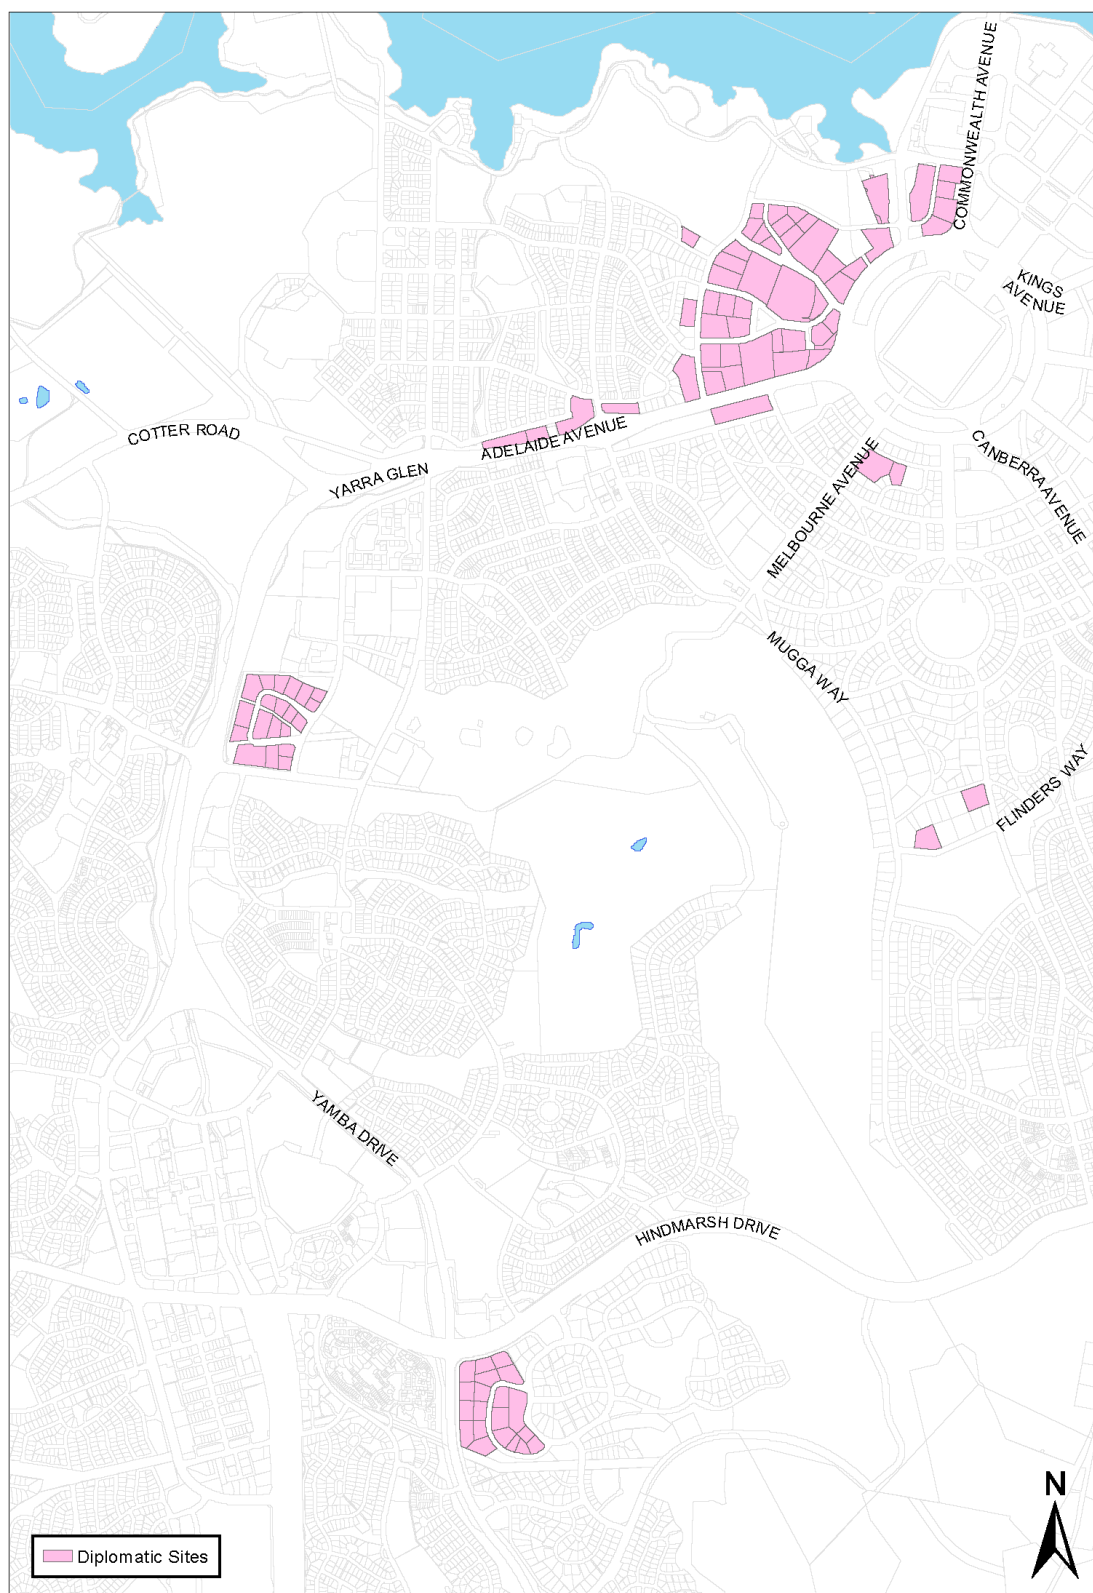 COMMONWEALTH AVENUE
KINGS
AVENUE
COTTER ROAD
ADELAIDE AVENUE
YARRA GLEN
MELBOURNE AVENUE
CANBERRA AVENUE
MUGGA WAY
FLINDERS WAY
YAMBA DRIVE
HINDMARSH DRIVE
N
Diplomatic Sites